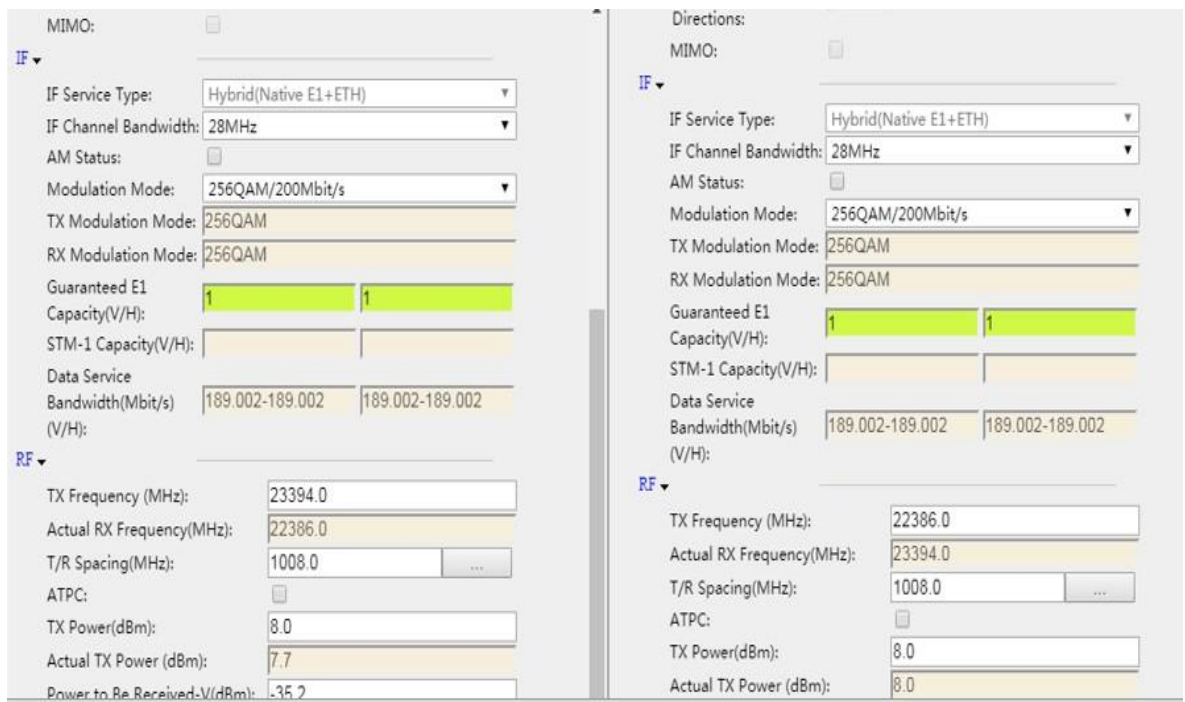 MIMO:
IF
IF Service Type: Hybrid(Native E1+ETH)
IF Channel Bandwidth: 28MHz
AM Status:
Modulation Mode: 256QAM/200Mbit/s
TX Modulation Mode: 256QAM
RX Modulation Mode: 256QAM
Guaranteed E1
Capacity(V/H): 1 1
STM-1 Capacity(V/H):
Data Service
Bandwidth(Mbit/s) 189.002-189.002 189.002-189.002
(V/H):
RF
TX Frequency (MHz): 23394.0
Actual RX Frequency(MHz): 22386.0
T/R Spacing(MHz): 1008.0 ...
ATPC:
TX Power(dBm): 8.0
Actual TX Power (dBm): 7.7
Power to Be Received-V(dBm): -35.2
Directions:
MIMO:
IF
IF Service Type: Hybrid(Native E1+ETH)
IF Channel Bandwidth: 28MHz
AM Status:
Modulation Mode: 256QAM/200Mbit/s
TX Modulation Mode: 256QAM
RX Modulation Mode: 256QAM
Guaranteed E1
Capacity(V/H): 1 1
STM-1 Capacity(V/H):
Data Service
Bandwidth(Mbit/s) 189.002-189.002 189.002-189.002
(V/H):
RF
TX Frequency (MHz): 22386.0
Actual RX Frequency(MHz): 23394.0
T/R Spacing(MHz): 1008.0 ...
ATPC:
TX Power(dBm): 8.0
Actual TX Power (dBm): 8.0